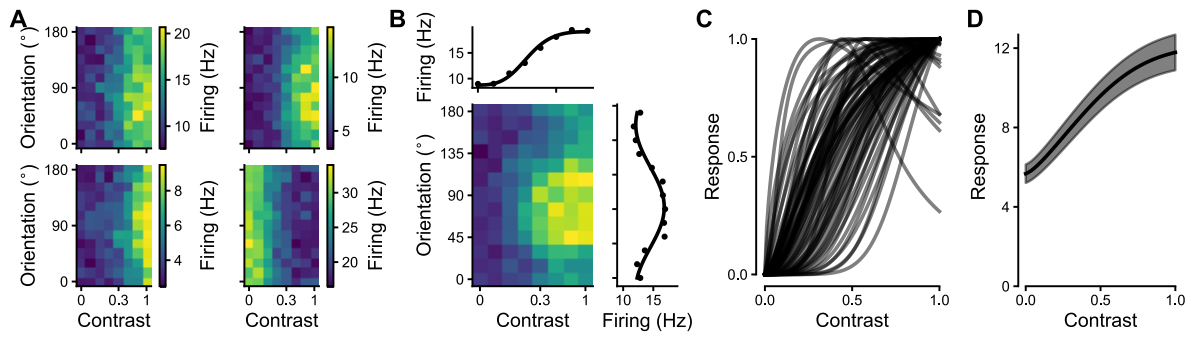 A
Orientation (°)
180
90
0
20
15
10
Firing (Hz)
10
5
Firing (Hz)
Orientation (°)
180
90
0
0
0.3
1
Contrast
8
6
4
Firing (Hz)
0
0.3
1
Contrast
30
25
20
Firing (Hz)
B
Firing (Hz)
15
10
Orientation (°)
180
135
90
45
0
0
0.3
1
Contrast
10
15
Firing (Hz)
C
Response
1.0
0.5
0.0
0.0
0.5
1.0
Contrast
D
Response
12
8
4
0
0.0
0.5
1.0
Contrast